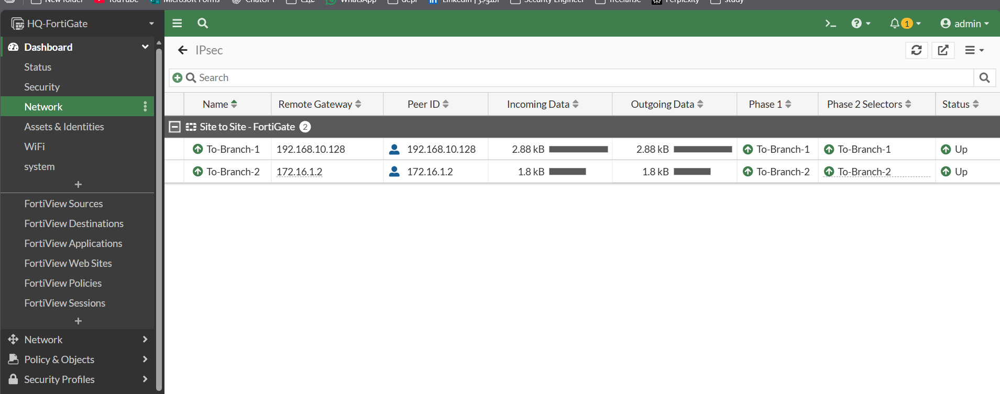 New folder YouTube Microsoft Forms ChatGPT WhatsApp depi LinkedIn Security Engineer freelanse Perplexity study
HQ-FortiGate
1
admin
Dashboard
Status
Security
Network
Assets & Identities
WiFi
system
FortiView Sources
FortiView Destinations
FortiView Applications
FortiView Web Sites
FortiView Policies
FortiView Sessions
Network
Policy & Objects
Security Profiles
IPsec
Search
Name Remote Gateway Peer ID Incoming Data Outgoing Data Phase 1 Phase 2 Selectors Status
Site to Site - FortiGate 2
To-Branch-1 192.168.10.128 192.168.10.128 2.88 kB 2.88 kB To-Branch-1 To-Branch-1 Up
To-Branch-2 172.16.1.2 172.16.1.2 1.8 kB 1.8 kB To-Branch-2 To-Branch-2 Up